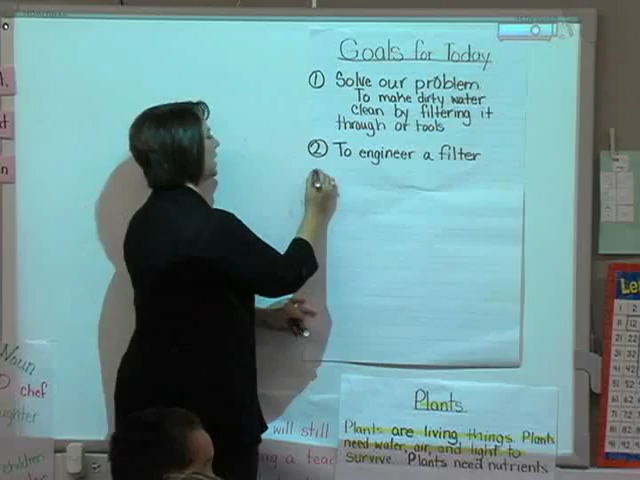 Goals for Today
① Solve our problem
To make dirty water
clean by filtering it
through or tools
② To engineer a filter
Plants
Plants are living things Plants
need water, air, and light to
Survive. Plants need nutrients
Noun
chef
children
will still